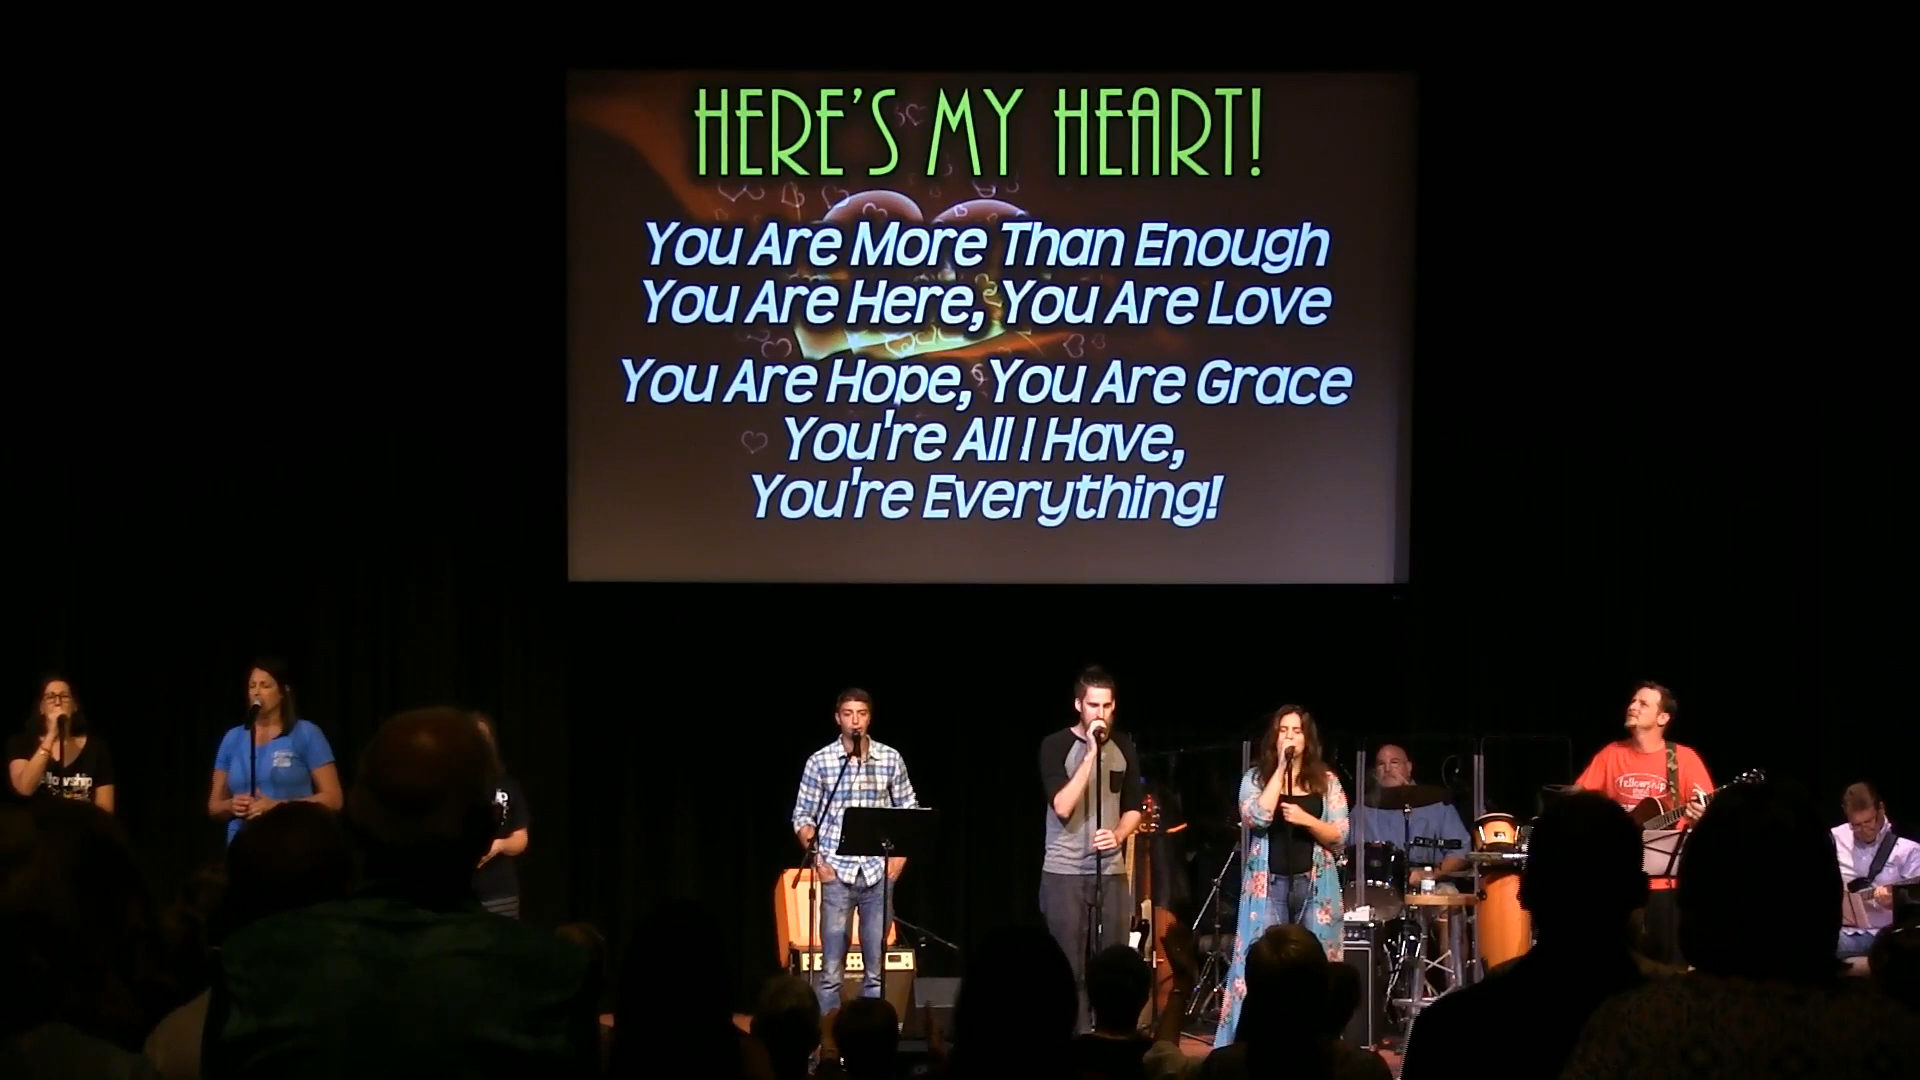 HERE'S MY HEART!
You Are More Than Enough
You Are Here, You Are Love
You Are Hope, You Are Grace
You're All I Have,
You're Everything!
Fellowship